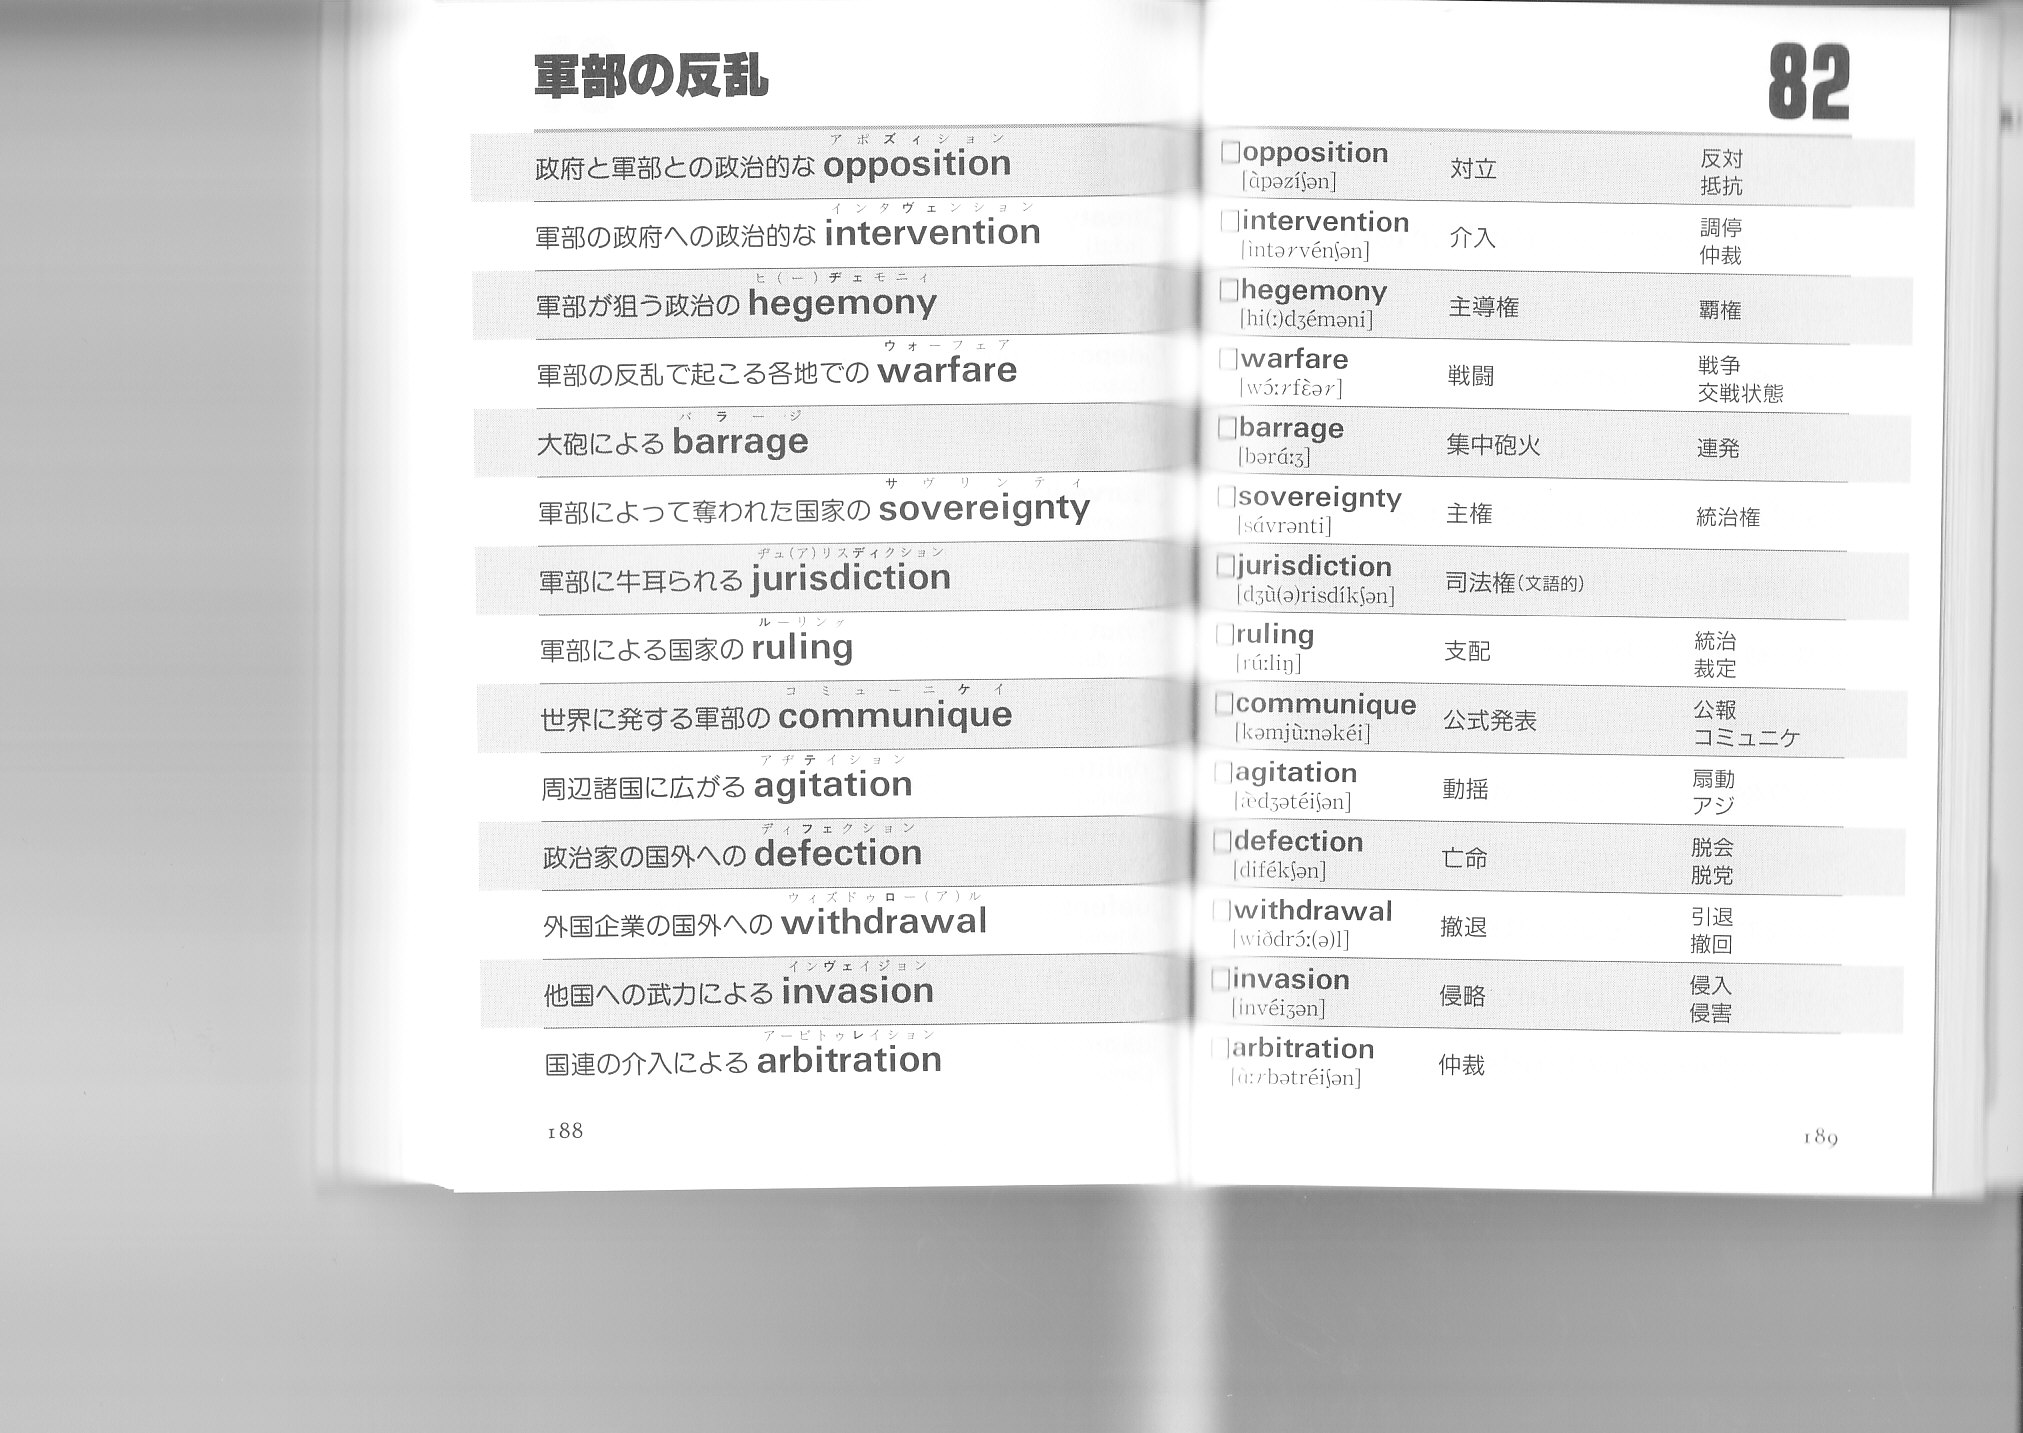 軍部の反乱
アポズィション
政府と軍部との政治的な opposition
インタヴェンション
軍部の政府への政治的な intervention
ヒ(ー)ヂェモニィ
軍部が狙う政治の hegemony
ウォーフェア
軍部の反乱で起こる各地での warfare
バラージ
大砲による barrage
サヴリンティ
軍部によって奪われた国家の sovereignty
ヂュ(ア)リスディクション
軍部に牛耳られる jurisdiction
ルーリング
軍部による国家の ruling
コミューニケイ
世界に発する軍部の communique
アヂテイション
周辺諸国に広がる agitation
ディフェクション
政治家の国外への defection
ウィズドゥロー(ア)ル
外国企業の国外への withdrawal
インヴェイジョン
他国への武力による invasion
アービトゥレイション
国連の介入による arbitration
188
82
opposition 対立 反対
[ɑ̀pəzíʃən] 抵抗
intervention 介入 調停
[ìntərvénʃən] 仲裁
hegemony 主導権 覇権
[hi(:)dʒéməni]
warfare 戦闘 戦争
[wɔ́:rfɛ̀ər] 交戦状態
barrage 集中砲火 連発
[bərɑ́:ʒ]
sovereignty 主権 統治権
[sɑ́vrənti]
jurisdiction 司法権(文語的)
[dʒù(ə)risdíkʃən]
ruling 支配 統治
[rú:liŋ] 裁定
communique 公式発表 公報
[kəmjù:nəkéi] コミュニケ
agitation 動揺 扇動
[æ̀dʒətéiʃən] アジ
defection 亡命 脱会
[difékʃən] 脱党
withdrawal 撤退 引退
[wiðdrɔ́:(ə)l] 撤回
invasion 侵略 侵入
[invéiʒən] 侵害
arbitration 仲裁
[ɑ̀:rbətréiʃən]
189